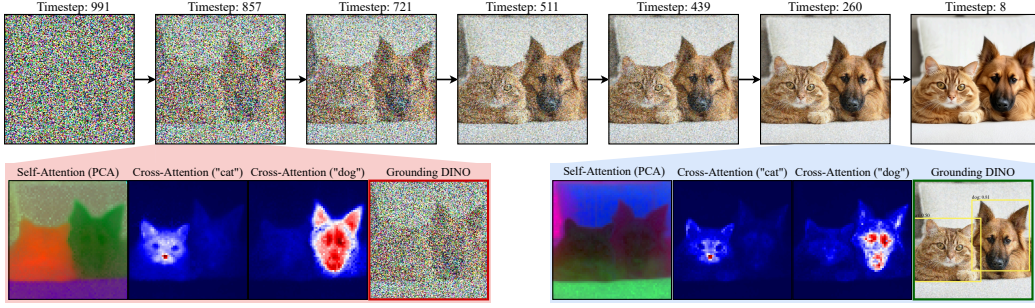 Timestep: 991
Timestep: 857
Timestep: 721
Timestep: 511
Timestep: 439
Timestep: 260
Timestep: 8
Self-Attention (PCA)
Cross-Attention ("cat")
Cross-Attention ("dog")
Grounding DINO
Self-Attention (PCA)
Cross-Attention ("cat")
Cross-Attention ("dog")
Grounding DINO